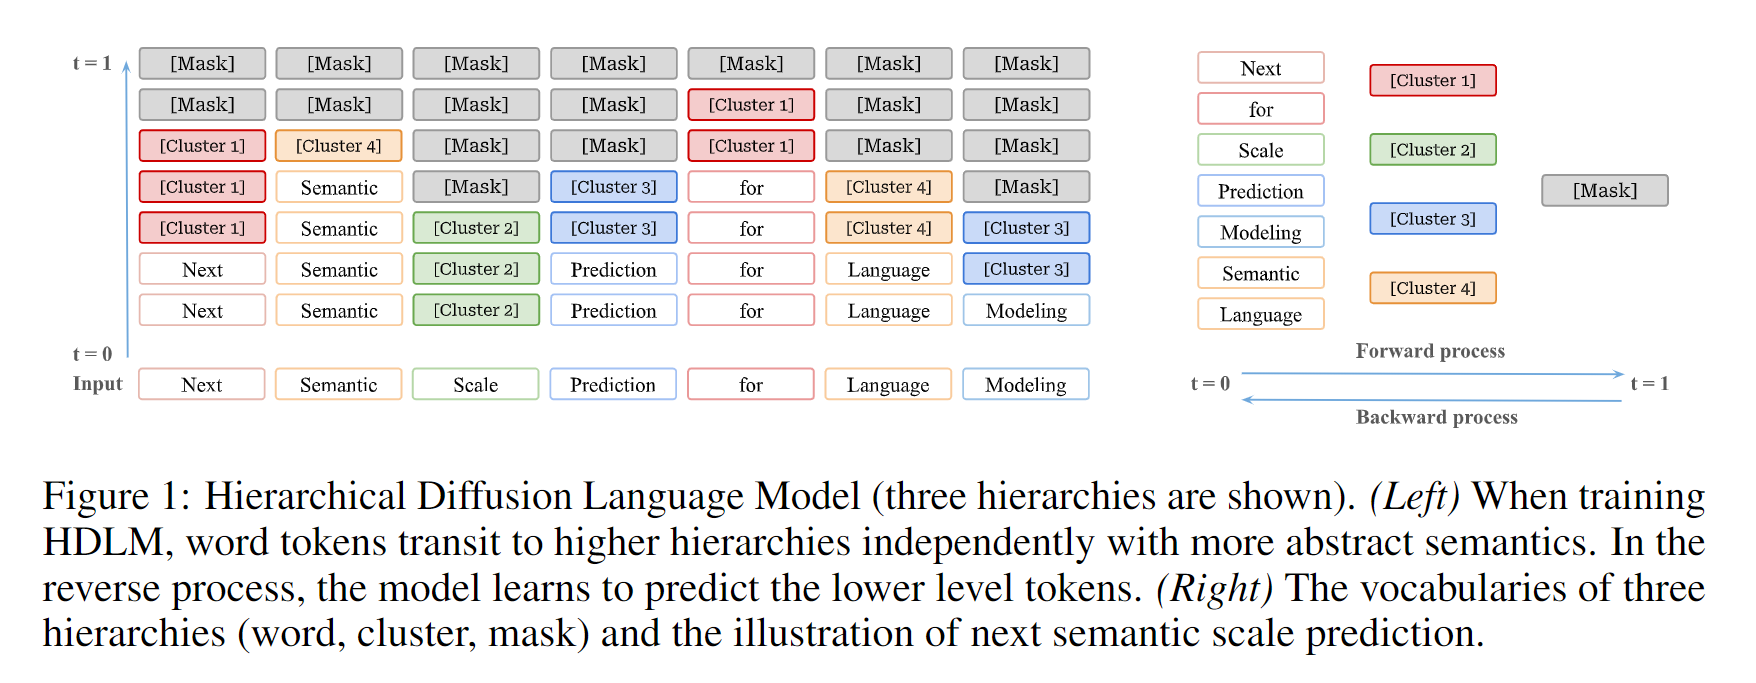 t = 1 [Mask] [Mask] [Mask] [Mask] [Mask] [Mask] [Mask]
[Mask] [Mask] [Mask] [Mask] [Cluster 1] [Mask] [Mask]
[Cluster 1] [Cluster 4] [Mask] [Mask] [Cluster 1] [Mask] [Mask]
[Cluster 1] Semantic [Mask] [Cluster 3] for [Cluster 4] [Mask]
[Cluster 1] Semantic [Cluster 2] [Cluster 3] for [Cluster 4] [Cluster 3]
Next Semantic [Cluster 2] Prediction for Language [Cluster 3]
Next Semantic [Cluster 2] Prediction for Language Modeling
t = 0
Input Next Semantic Scale Prediction for Language Modeling
Next
for
Scale
Prediction
Modeling
Semantic
Language
[Cluster 1]
[Cluster 2]
[Cluster 3]
[Cluster 4]
[Mask]
Forward process
t = 0 t = 1
Backward process
Figure 1: Hierarchical Diffusion Language Model (three hierarchies are shown). (Left) When training
HDLM, word tokens transit to higher hierarchies independently with more abstract semantics. In the
reverse process, the model learns to predict the lower level tokens. (Right) The vocabularies of three
hierarchies (word, cluster, mask) and the illustration of next semantic scale prediction.